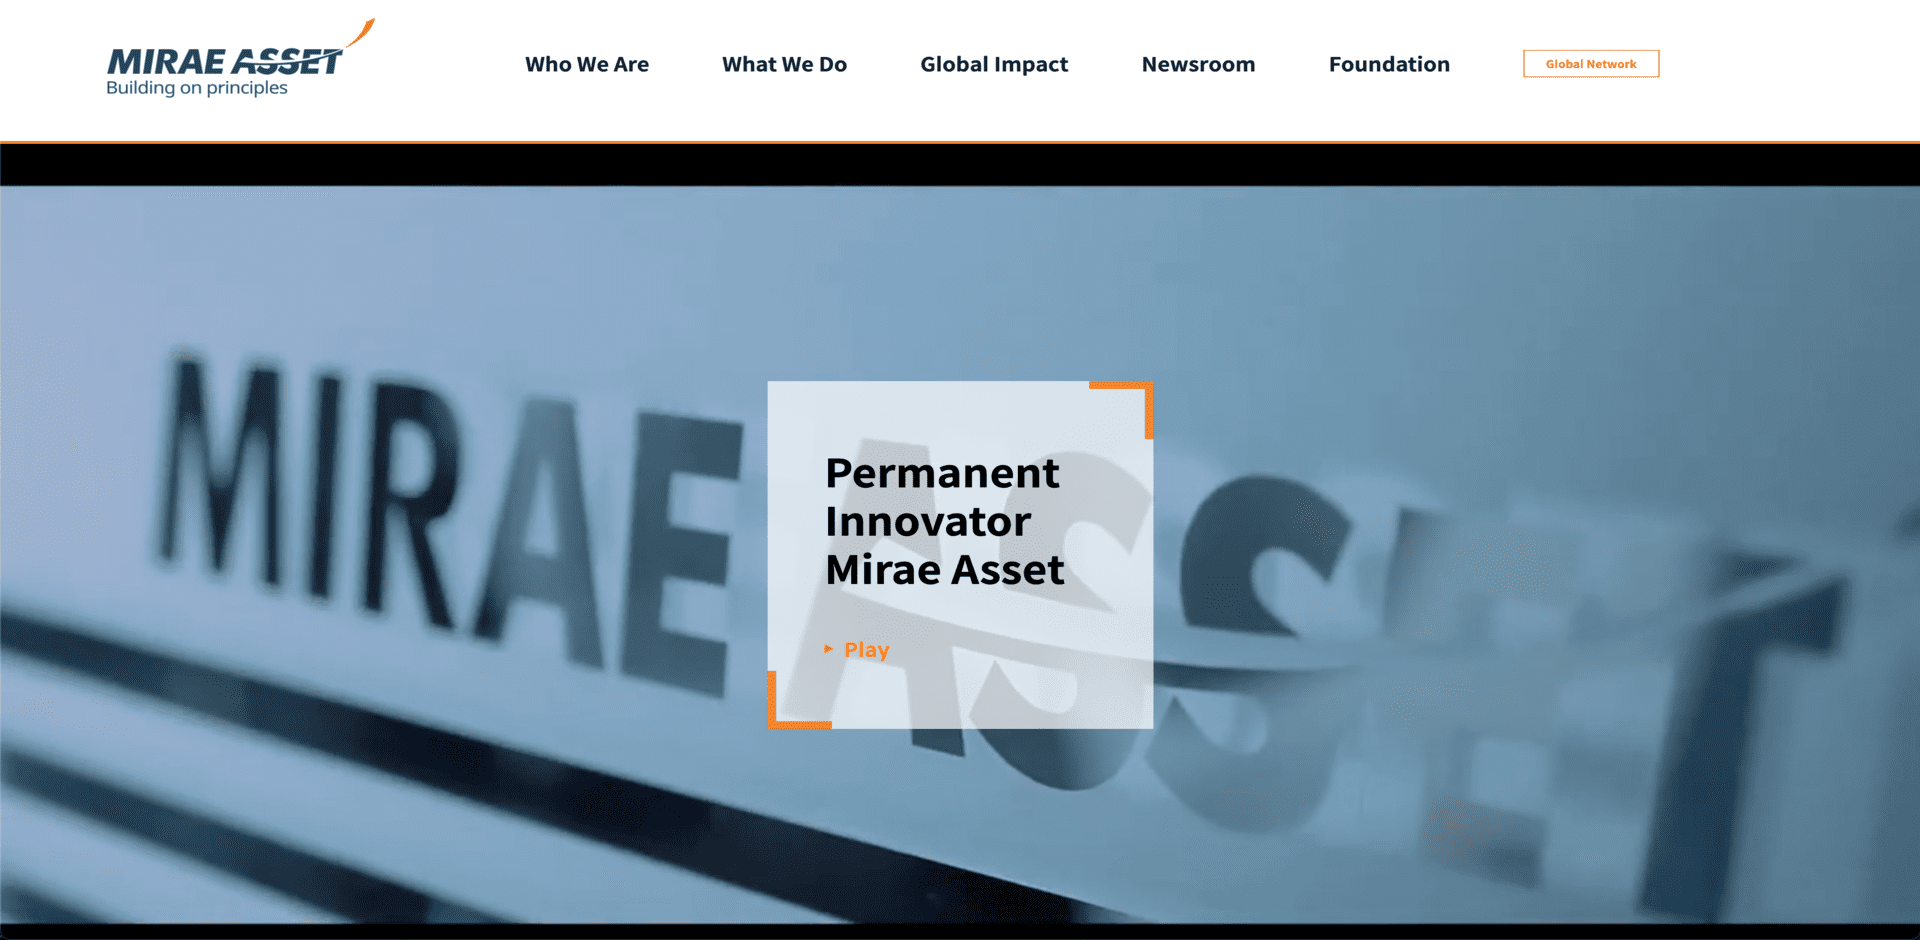 MIRAE ASSET
Building on principles
Who We Are
What We Do
Global Impact
Newsroom
Foundation
Global Network
MIRAE ASSET
Permanent
Innovator
Mirae Asset
Play